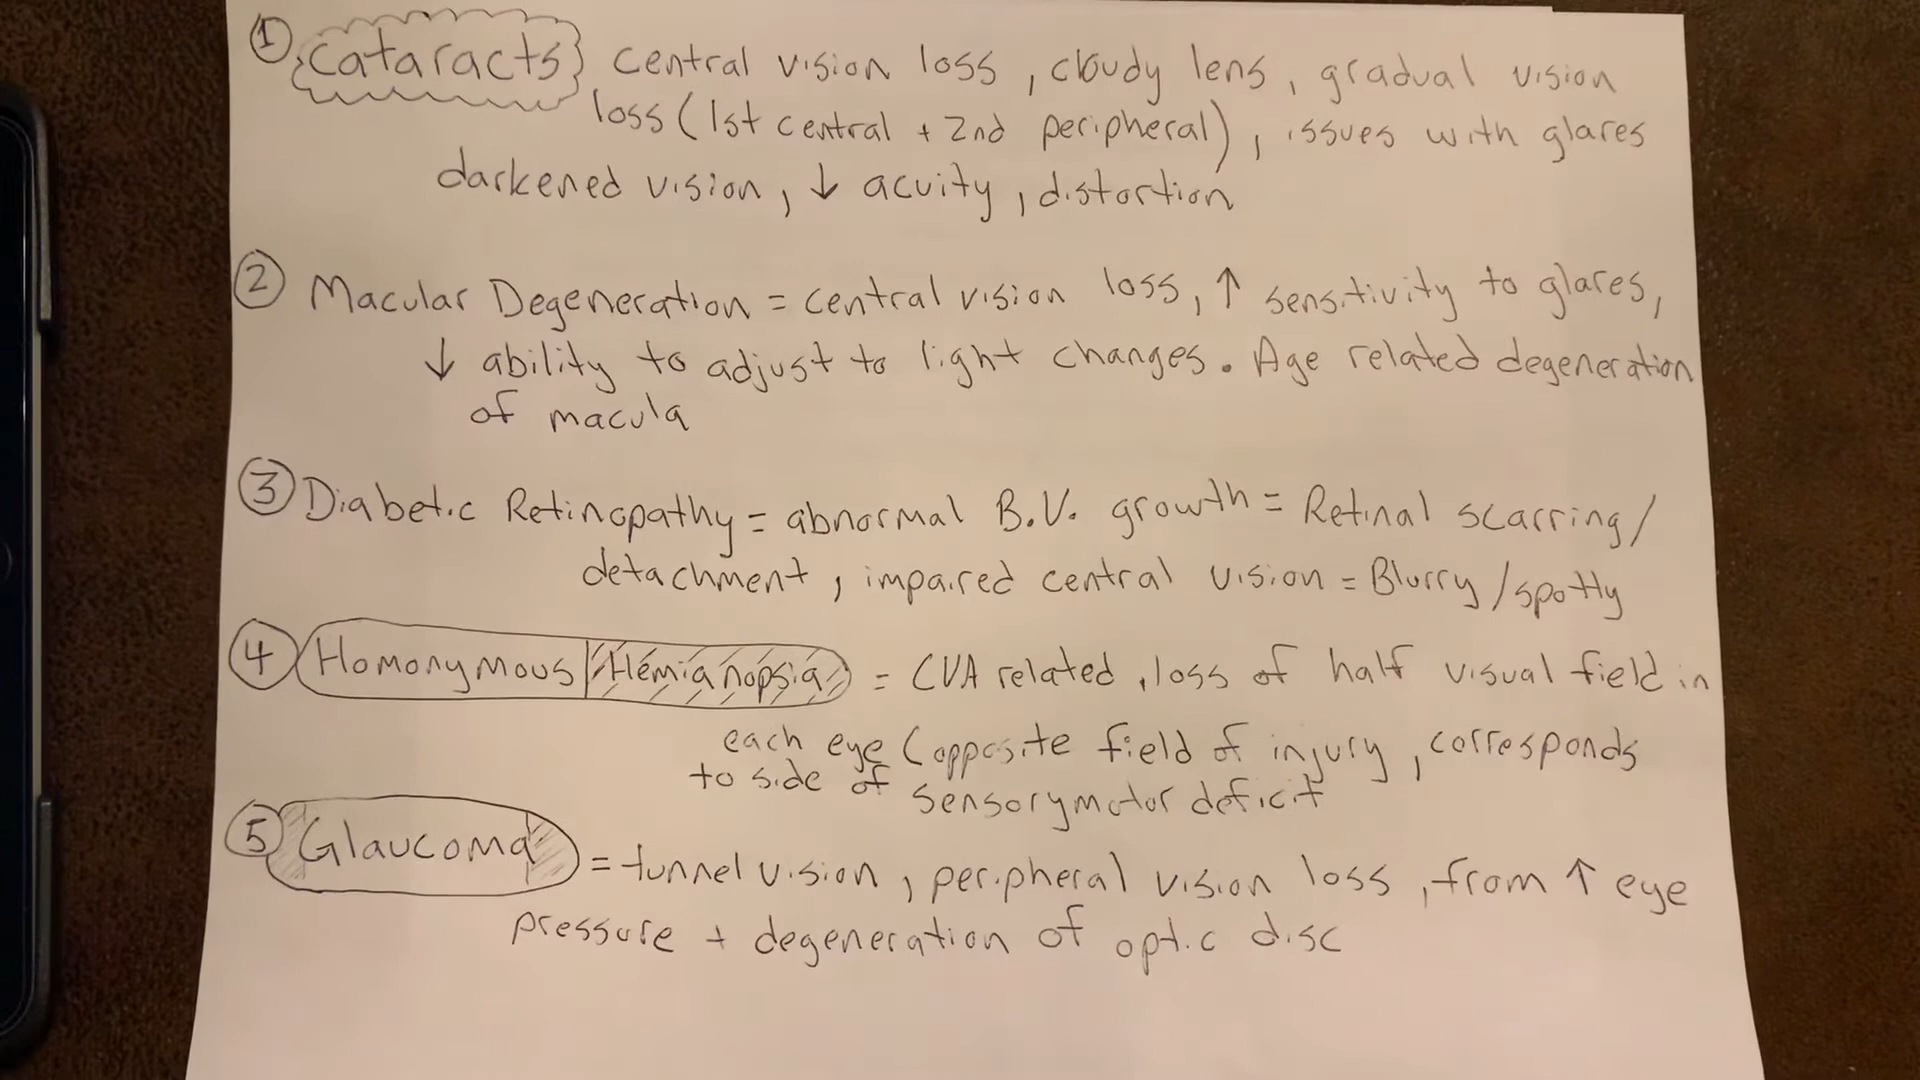 ① Cataracts central vision loss, cloudy lens, gradual vision
loss (1st central + 2nd peripheral), issues with glares
darkened vision, ↓ acuity, distortion
② Macular Degeneration = central vision loss, ↑ sensitivity to glares,
↓ ability to adjust to light changes. Age related degeneration
of macula
③ Diabetic Retinopathy = abnormal B.V. growth = Retinal scarring/
detachment, impaired central vision = Blurry/spotty
④ Homonymous Hemianopsia = CVA related, loss of half visual field in
each eye (opposite field of injury, corresponds
to side of sensorymotor deficit
⑤ Glaucoma = tunnel vision, peripheral vision loss, from ↑ eye
pressure + degeneration of optic disc